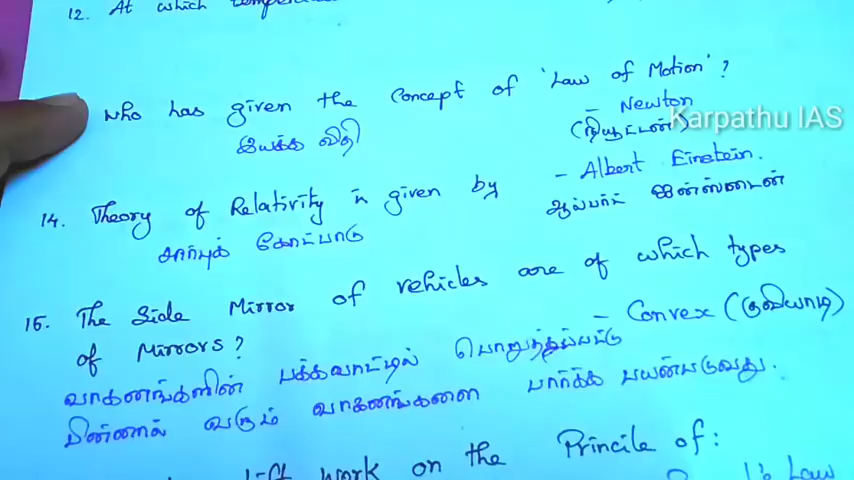 12. At which
who has given the Concept of 'Law of Motion'?
– Newton
இயக்க விதி
(நியூட்டன்)
Karpathu IAS
14. Theory of Relativity is given by
– Albert Einstein.
சார்புக் கோட்பாடு
ஆல்பர்ட் ஐன்ஸ்டைன்
15. The side Mirror of vehicles are of which types
of Mirrors?
– Convex (குவியாடி)
வாகனங்களின் பக்கவாட்டில் பொறுத்தப்பட்டு
பின்னால் வரும் வாகனங்களை பார்க்க பயன்படுவது.
work on the Princile of:
Law